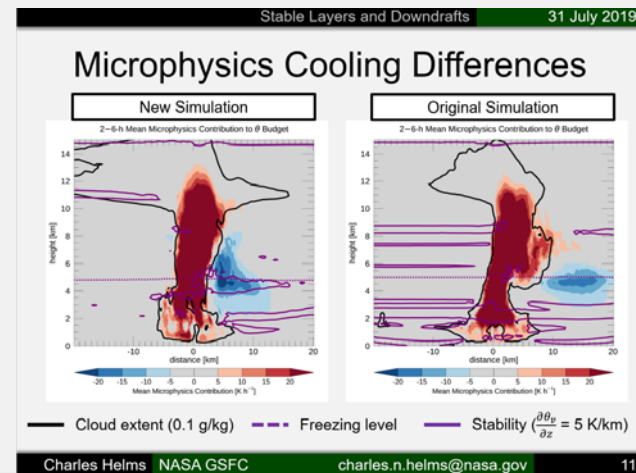 Stable Layers and Downdrafts 31 July 2019
Microphysics Cooling Differences
New Simulation
Original Simulation
2−6-h Mean Microphysics Contribution to θ Budget
2−6-h Mean Microphysics Contribution to θ Budget
14
12
10
8
6
4
2
0
height [km]
-10 0 10 20
distance [km]
-20 -15 -10 -5 0 5 10 15 20
Mean Microphysics Contribution [K h⁻¹]
14
12
10
8
6
4
2
0
height [km]
-10 0 10 20
distance [km]
-20 -15 -10 -5 0 5 10 15 20
Mean Microphysics Contribution [K h⁻¹]
Cloud extent (0.1 g/kg) Freezing level Stability (∂θᵥ/∂z = 5 K/km)
Charles Helms NASA GSFC charles.n.helms@nasa.gov 11